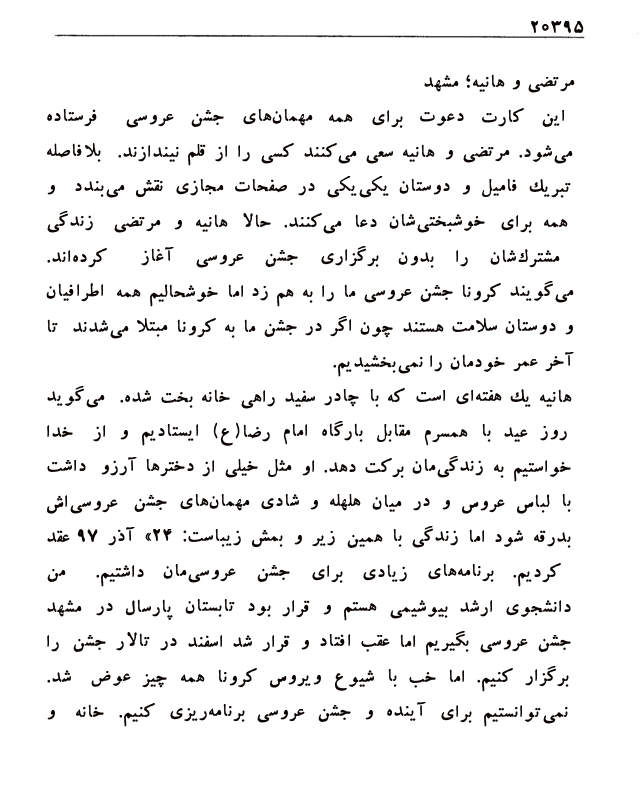 ۲۰۳۹۵
مرتضی و هانیه؛ مشهد
این کارت دعوت برای همه مهمان‌های جشن عروسی فرستاده
می‌شود. مرتضی و هانیه سعی می‌کنند کسی را از قلم نیندازند. بلافاصله
تبریك فامیل و دوستان یکی‌یکی در صفحات مجازی نقش می‌بندد و
همه برای خوشبختی‌شان دعا می‌کنند. حالا هانیه و مرتضی زندگی
مشترك‌شان را بدون برگزاری جشن عروسی آغاز کرده‌اند.
می‌گویند کرونا جشن عروسی ما را به هم زد اما خوشحالیم همه اطرافیان
و دوستان سلامت هستند چون اگر در جشن ما به کرونا مبتلا می‌شدند تا
آخر عمر خودمان را نمی‌بخشیدیم.
هانیه یك هفته‌ای است که با چادر سفید راهی خانه بخت شده. می‌گوید
روز عید با همسرم مقابل بارگاه امام رضا(ع) ایستادیم و از خدا
خواستیم به زندگی‌مان برکت دهد. او مثل خیلی از دخترها آرزو داشت
با لباس عروس و در میان هلهله و شادی مهمان‌های جشن عروسی‌اش
بدرقه شود اما زندگی با همین زیر و بمش زیباست: «۲۴ آذر ۹۷ عقد
کردیم. برنامه‌های زیادی برای جشن عروسی‌مان داشتیم. من
دانشجوی ارشد بیوشیمی هستم و قرار بود تابستان پارسال در مشهد
جشن عروسی بگیریم اما عقب افتاد و قرار شد اسفند در تالار جشن را
برگزار کنیم. اما خب با شیوع ویروس کرونا همه چیز عوض شد.
نمی‌توانستیم برای آینده و جشن عروسی برنامه‌ریزی کنیم. خانه و